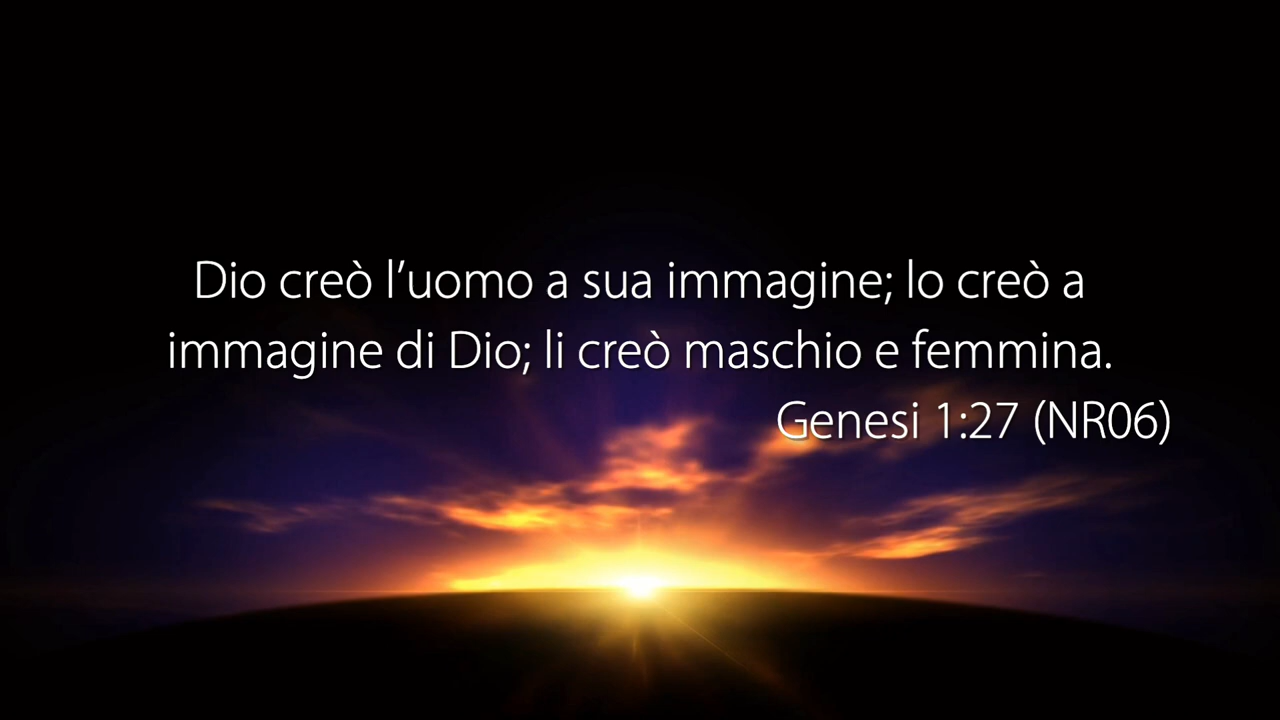 Dio creò l’uomo a sua immagine; lo creò a
immagine di Dio; li creò maschio e femmina.
Genesi 1:27 (NR06)